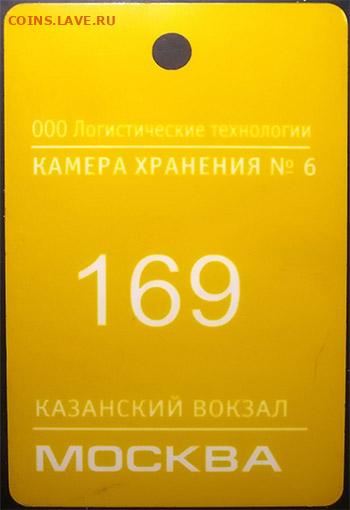 COINS.LAVE.RU
ООО Логистические технологии
КАМЕРА ХРАНЕНИЯ № 6
169
КАЗАНСКИЙ ВОКЗАЛ
МОСКВА